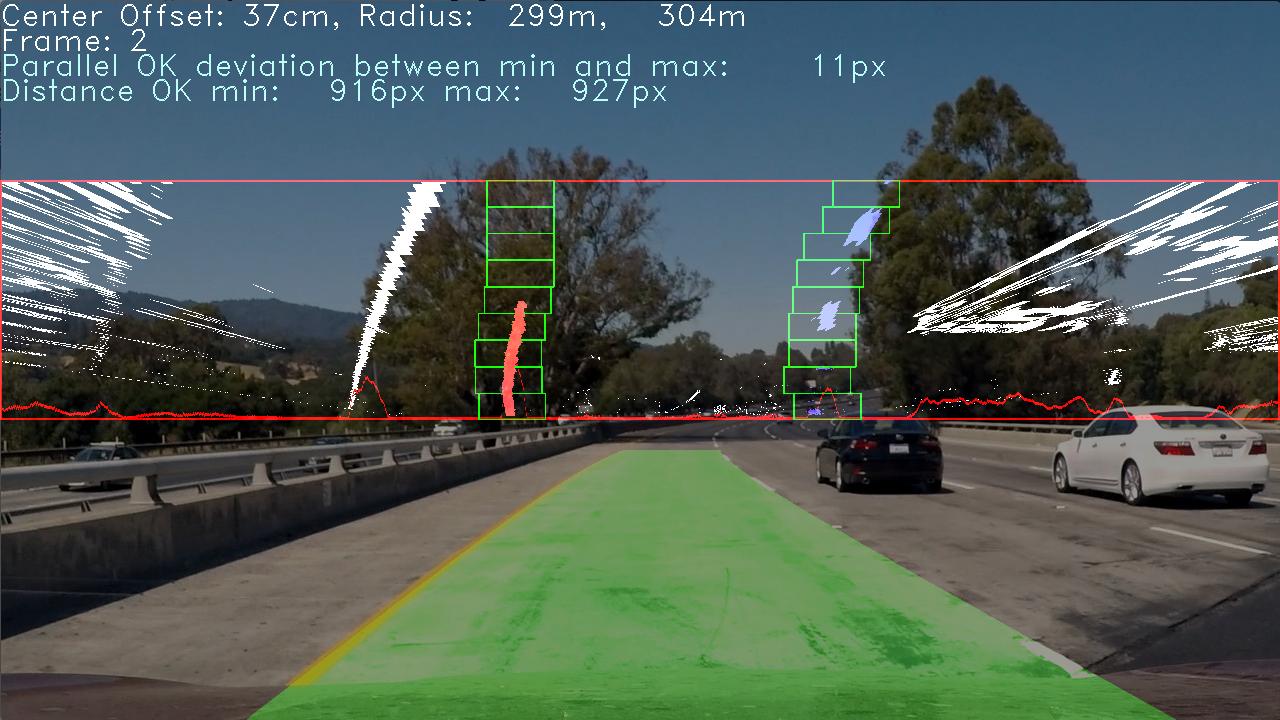 Center Offset: 37cm, Radius: 299m, 304m
Frame: 2
Parallel OK deviation between min and max: 11px
Distance OK min: 916px max: 927px